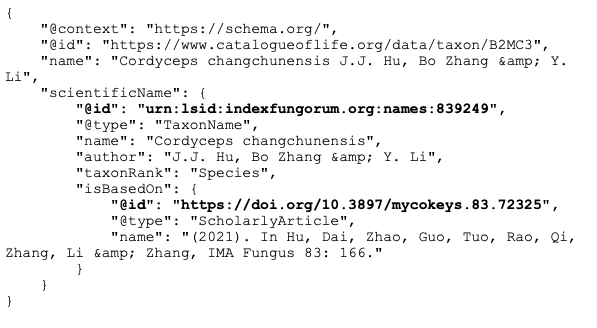 {
"@context": "https://schema.org/",
"@id": "https://www.catalogueoflife.org/data/taxon/B2MC3",
"name": "Cordyceps changchunensis J.J. Hu, Bo Zhang &amp; Y.
Li",
"scientificName": {
"@id": "urn:lsid:indexfungorum.org:names:839249",
"@type": "TaxonName",
"name": "Cordyceps changchunensis",
"author": "J.J. Hu, Bo Zhang &amp; Y. Li",
"taxonRank": "Species",
"isBasedOn": {
"@id": "https://doi.org/10.3897/mycokeys.83.72325",
"@type": "ScholarlyArticle",
"name": "(2021). In Hu, Dai, Zhao, Guo, Tuo, Rao, Qi,
Zhang, Li &amp; Zhang, IMA Fungus 83: 166."
}
}
}